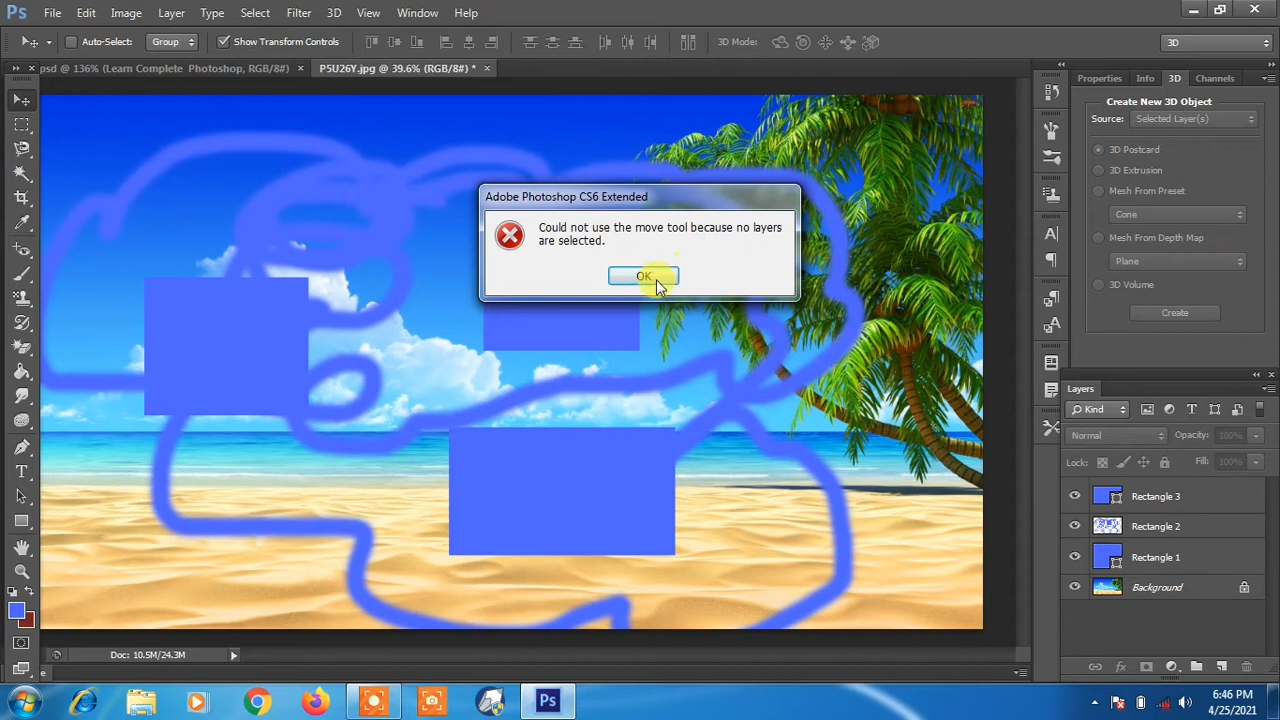 Ps File Edit Image Layer Type Select Filter 3D View Window Help
Auto-Select: Group Show Transform Controls 3D Mode: 3D
psd @ 136% (Learn Complete Photoshop, RGB/8#) × P5U26Y.jpg @ 39.6% (RGB/8#) * ×
Properties Info 3D Channels
Create New 3D Object
Source: Selected Layer(s)
3D Postcard
3D Extrusion
Mesh From Preset
Cone
Mesh From Depth Map
Plane
3D Volume
Create
Adobe Photoshop CS6 Extended
Could not use the move tool because no layers
are selected.
OK
Layers
Kind
Normal Opacity: 100%
Lock: Fill: 100%
Rectangle 3
Rectangle 2
Rectangle 1
Background
Doc: 10.5M/24.3M
Ps
6:46 PM
4/25/2021